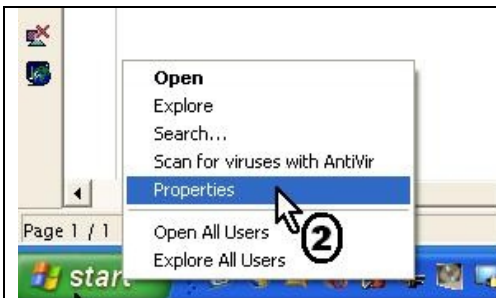 Open
Explore
Search...
Scan for viruses with AntiVir
Properties
Page 1 / 1
Open All Users
2
Explore All Users
start